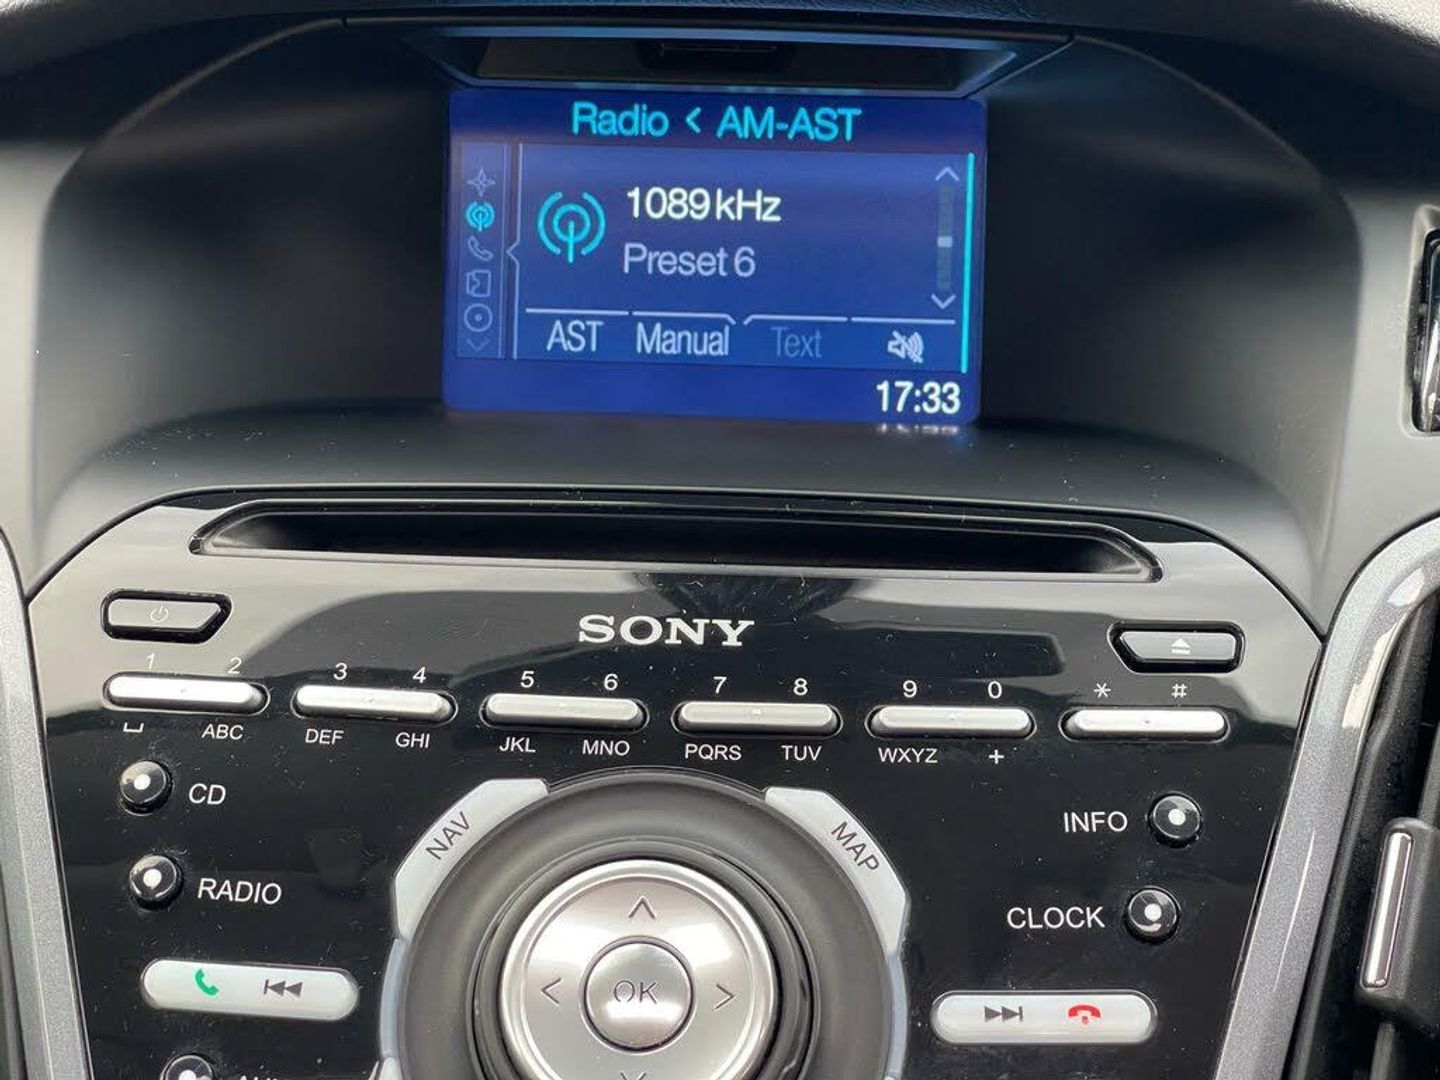 Radio < AM-AST
1089 kHz
Preset 6
AST Manual Text
17:33
SONY
1 2 3 4 5 6 7 8 9 0 * #
ABC DEF GHI JKL MNO PQRS TUV WXYZ +
CD
INFO
RADIO
CLOCK
NAV
MAP
OK